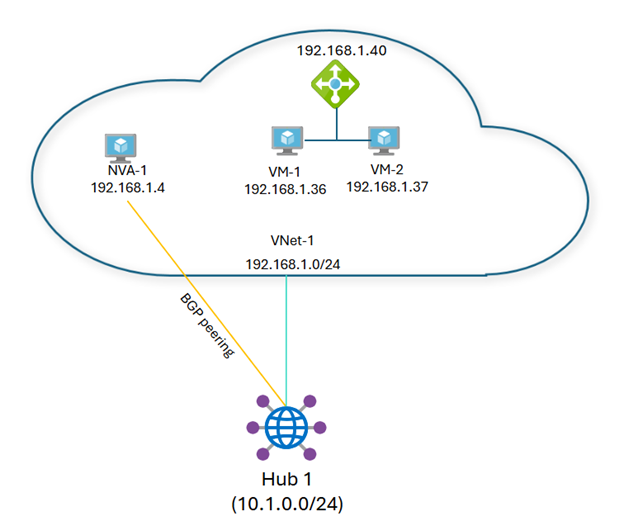 192.168.1.40
NVA-1
192.168.1.4
VM-1
192.168.1.36
VM-2
192.168.1.37
VNet-1
192.168.1.0/24
BGP peering
Hub 1
(10.1.0.0/24)